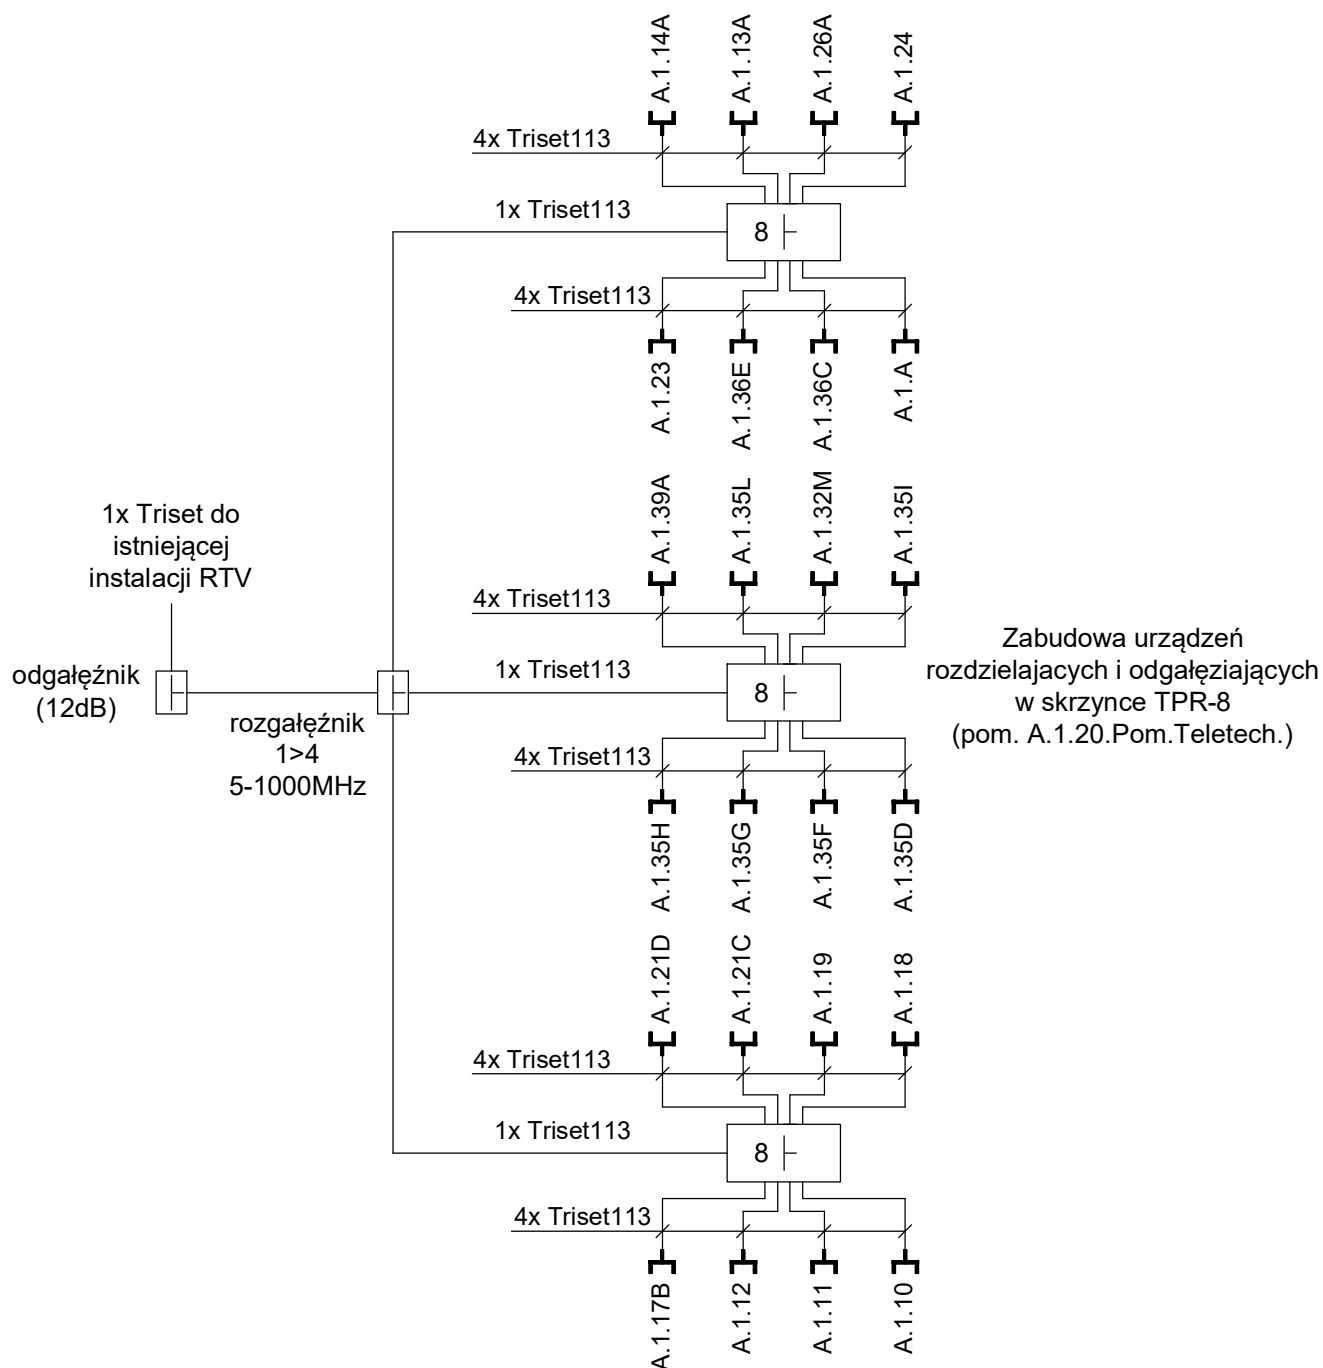 A.1.14A
A.1.13A
A.1.26A
A.1.24
4x Triset113
1x Triset113
8
4x Triset113
A.1.23
A.1.36E
A.1.36C
A.1.A
A.1.39A
A.1.35L
A.1.32M
A.1.35I
1x Triset do
istniejącej
instalacji RTV
4x Triset113
1x Triset113
8
odgałęźnik
(12dB)
rozgałęźnik
1>4
5-1000MHz
Zabudowa urządzeń
rozdzielajacych i odgałęziających
w skrzynce TPR-8
(pom. A.1.20.Pom.Teletech.)
4x Triset113
A.1.35H
A.1.35G
A.1.35F
A.1.35D
A.1.21D
A.1.21C
A.1.19
A.1.18
4x Triset113
1x Triset113
8
4x Triset113
A.1.17B
A.1.12
A.1.11
A.1.10